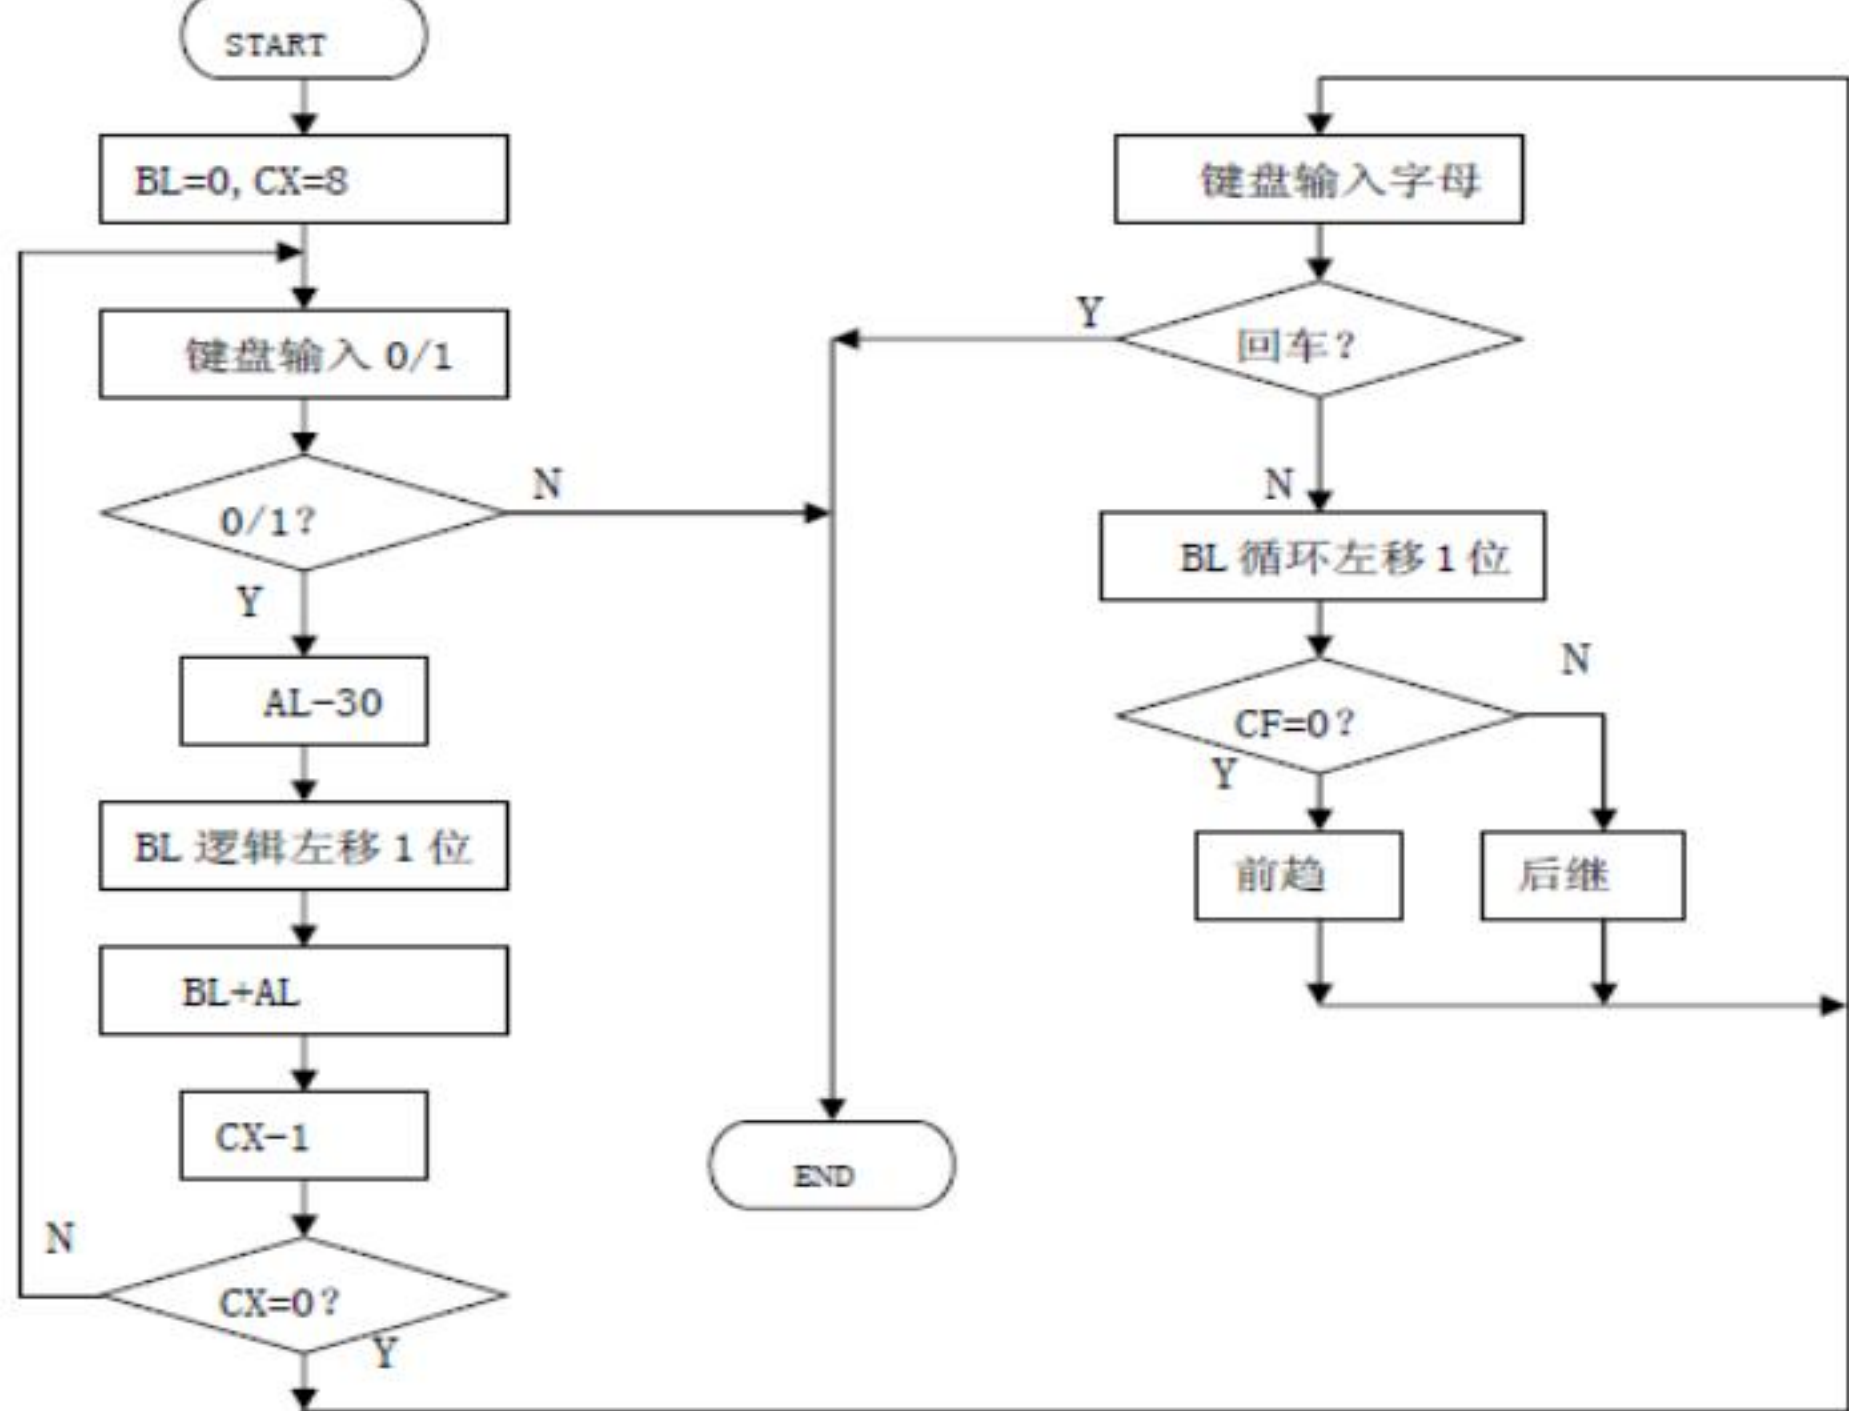 START
BL=0, CX=8
键盘输入 0/1
0/1?
N
Y
AL-30
BL 逻辑左移 1 位
BL+AL
CX-1
N
CX=0?
Y
END
键盘输入字母
Y
回车?
N
BL 循环左移 1 位
N
CF=0?
Y
前趋
后继